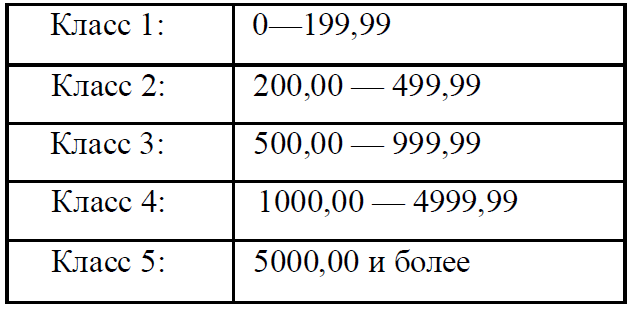 Класс 1: 0—199,99
Класс 2: 200,00 — 499,99
Класс 3: 500,00 — 999,99
Класс 4: 1000,00 — 4999,99
Класс 5: 5000,00 и более